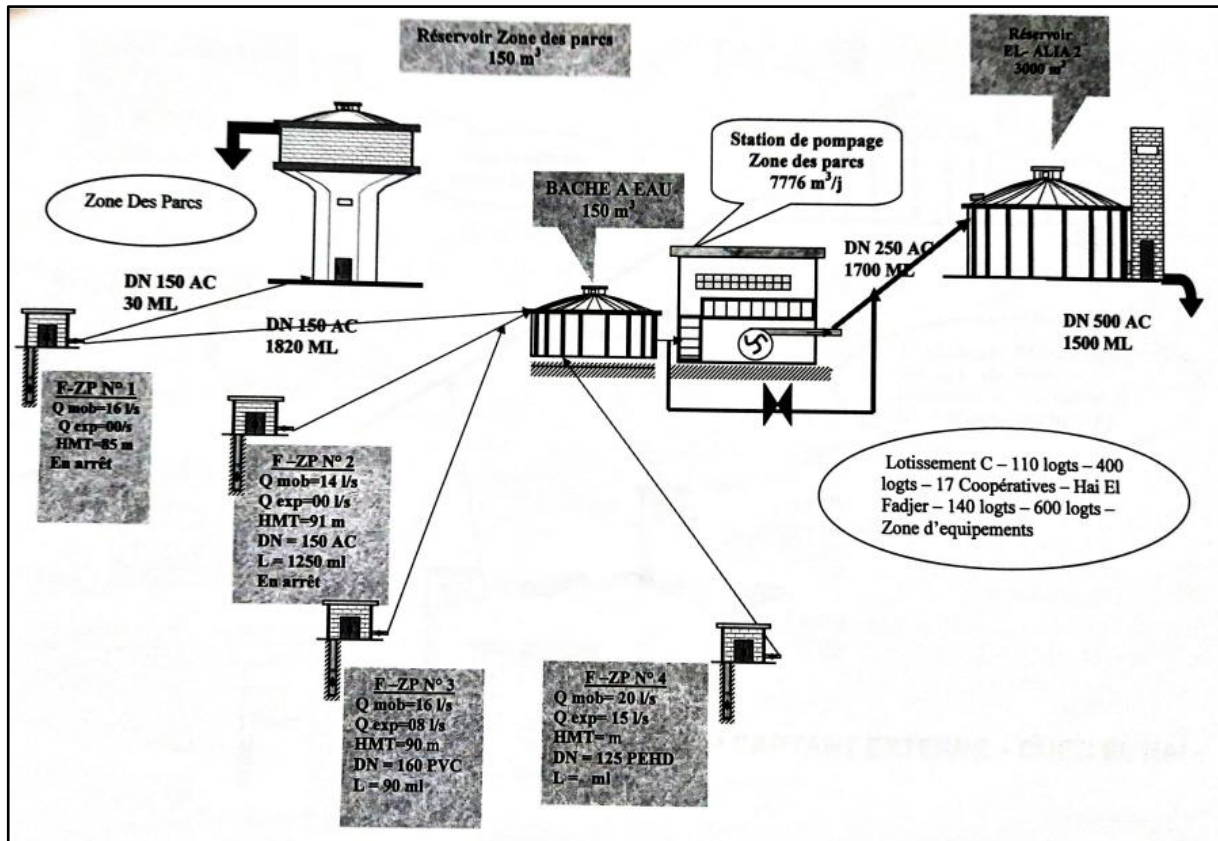 Réservoir Zone des parcs
150 m³
Réservoir
EL- ALIA 2
3000 m³
Station de pompage
Zone des parcs
7776 m³/j
BACHE A EAU
150 m³
Zone Des Parcs
DN 150 AC
30 ML
DN 150 AC
1820 ML
DN 250 AC
1700 ML
DN 500 AC
1500 ML
F-ZP N° 1
Q mob=16 l/s
Q exp=00/s
HMT=85 m
En arrêt
F –ZP N° 2
Q mob=14 l/s
Q exp=00 l/s
HMT=91 m
DN = 150 AC
L = 1250 ml
En arrêt
Lotissement C – 110 logts – 400
logts – 17 Coopératives – Hai El
Fadjer – 140 logts – 600 logts –
Zone d’equipements
F –ZP N° 3
Q mob=16 l/s
Q exp=08 l/s
HMT=90 m
DN = 160 PVC
L = 90 ml
F –ZP N° 4
Q mob= 20 l/s
Q exp= 15 l/s
HMT= m
DN = 125 PEHD
L = ml